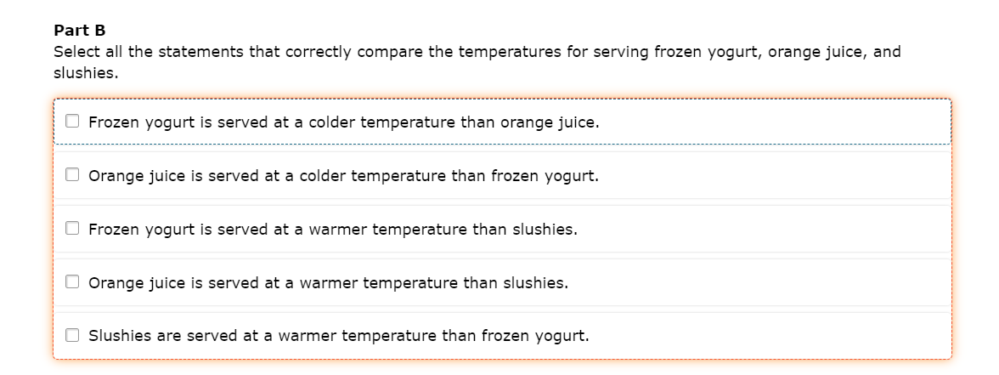 Part B
Select all the statements that correctly compare the temperatures for serving frozen yogurt, orange juice, and
slushies.
Frozen yogurt is served at a colder temperature than orange juice.
Orange juice is served at a colder temperature than frozen yogurt.
Frozen yogurt is served at a warmer temperature than slushies.
Orange juice is served at a warmer temperature than slushies.
Slushies are served at a warmer temperature than frozen yogurt.